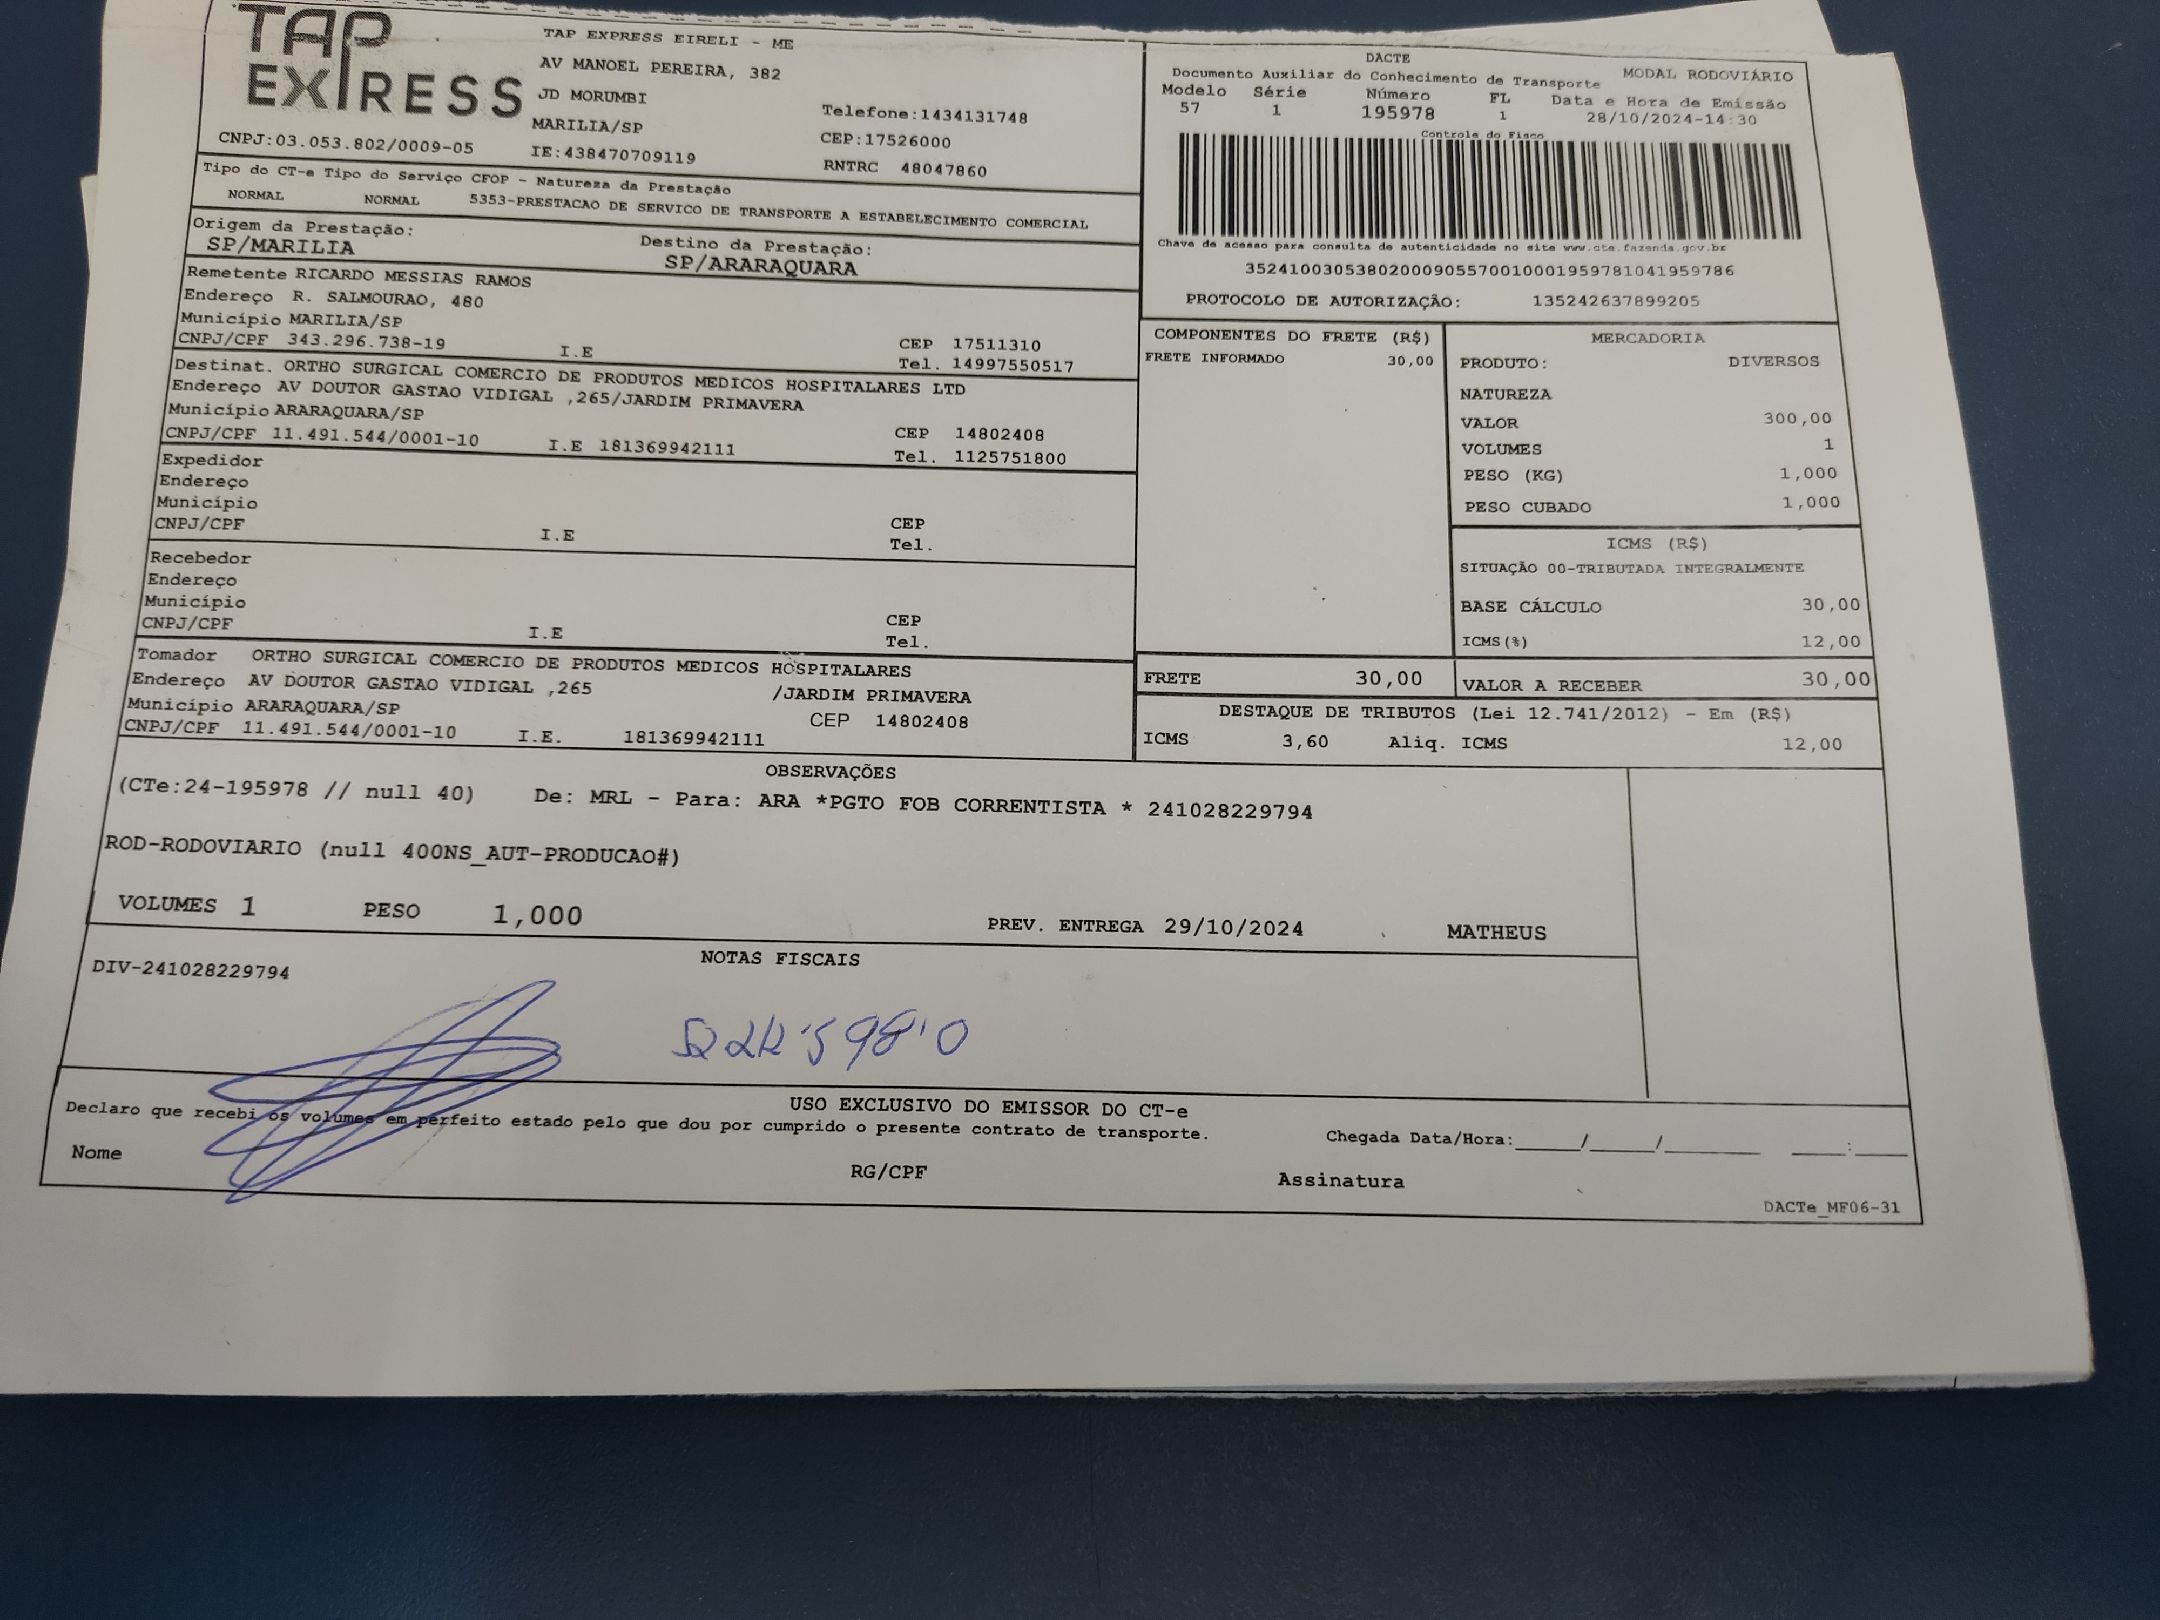 TAP EXPRESS
TAP EXPRESS EIRELI - ME
AV MANOEL PEREIRA, 382
JD MORUMBI
MARILIA/SP
Telefone:1434131748
CEP:17526000
CNPJ:03.053.802/0009-05 IE:438470709119 RNTRC 48047860
Tipo do CT-e Tipo do Serviço CFOP - Natureza da Prestação
NORMAL NORMAL 5353-PRESTACAO DE SERVICO DE TRANSPORTE A ESTABELECIMENTO COMERCIAL
Origem da Prestação: Destino da Prestação:
SP/MARILIA SP/ARARAQUARA
Remetente RICARDO MESSIAS RAMOS
Endereço R. SALMOURAO, 480
Município MARILIA/SP CEP 17511310
CNPJ/CPF 343.296.738-19 I.E Tel. 14997550517
Destinat. ORTHO SURGICAL COMERCIO DE PRODUTOS MEDICOS HOSPITALARES LTD
Endereço AV DOUTOR GASTAO VIDIGAL ,265/JARDIM PRIMAVERA
Município ARARAQUARA/SP CEP 14802408
CNPJ/CPF 11.491.544/0001-10 I.E 181369942111 Tel. 1125751800
Expedidor
Endereço
Município CEP
CNPJ/CPF I.E Tel.
Recebedor
Endereço
Município CEP
CNPJ/CPF I.E Tel.
Tomador ORTHO SURGICAL COMERCIO DE PRODUTOS MEDICOS HOSPITALARES
Endereço AV DOUTOR GASTAO VIDIGAL ,265 /JARDIM PRIMAVERA
Município ARARAQUARA/SP CEP 14802408
CNPJ/CPF 11.491.544/0001-10 I.E. 181369942111
DACTE
Documento Auxiliar do Conhecimento de Transporte MODAL RODOVIÁRIO
Modelo Série Número FL Data e Hora de Emissão
57 1 195978 1 28/10/2024-14:30
Controle do Fisco
Chave de acesso para consulta de autenticidade no site www.cte.fazenda.gov.br
35241003053802000905570010001959781041959786
PROTOCOLO DE AUTORIZAÇÃO: 135242637899205
COMPONENTES DO FRETE (R$)
FRETE INFORMADO 30,00
MERCADORIA
PRODUTO: DIVERSOS
NATUREZA
VALOR 300,00
VOLUMES 1
PESO (KG) 1,000
PESO CUBADO 1,000
ICMS (R$)
SITUAÇÃO 00-TRIBUTADA INTEGRALMENTE
BASE CÁLCULO 30,00
ICMS(%) 12,00
FRETE 30,00 VALOR A RECEBER 30,00
DESTAQUE DE TRIBUTOS (Lei 12.741/2012) - Em (R$)
ICMS 3,60 Aliq. ICMS 12,00
OBSERVAÇÕES
(CTe:24-195978 // null 40) De: MRL - Para: ARA *PGTO FOB CORRENTISTA * 241028229794
ROD-RODOVIARIO (null 400NS_AUT-PRODUCAO#)
VOLUMES 1 PESO 1,000 PREV. ENTREGA 29/10/2024 MATHEUS
NOTAS FISCAIS
DIV-241028229794
USO EXCLUSIVO DO EMISSOR DO CT-e
Declaro que recebi os volumes em perfeito estado pelo que dou por cumprido o presente contrato de transporte. Chegada Data/Hora:_____/_____/_______ ____:____
Nome RG/CPF Assinatura
DACTe_MF06-31